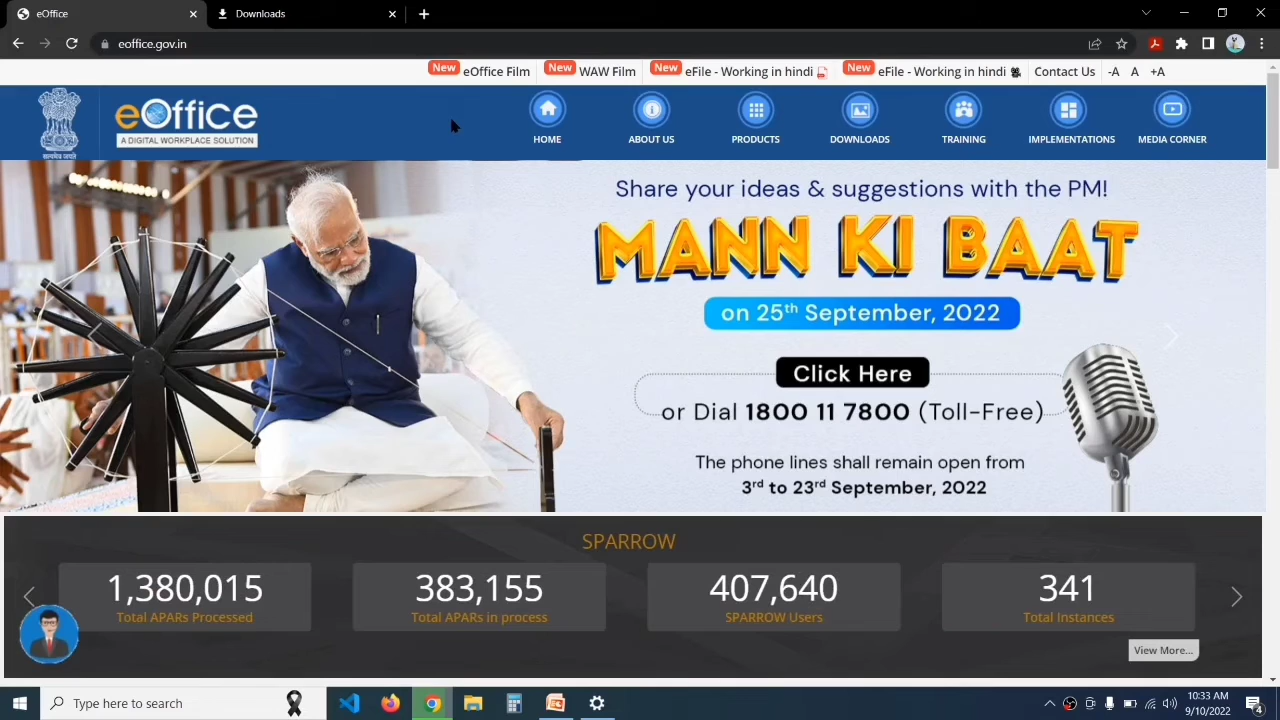 eOffice
Downloads
eoffice.gov.in
New eOffice Film New WAW Film New eFile - Working in hindi New eFile - Working in hindi Contact Us -A A +A
सत्यमेव जयते
eOffice
A DIGITAL WORKPLACE SOLUTION
HOME ABOUT US PRODUCTS DOWNLOADS TRAINING IMPLEMENTATIONS MEDIA CORNER
Share your ideas & suggestions with the PM!
MANN KI BAAT
on 25th September, 2022
Click Here
or Dial 1800 11 7800 (Toll-Free)
The phone lines shall remain open from
3rd to 23rd September, 2022
SPARROW
1,380,015 383,155 407,640 341
Total APARs Processed Total APARs in process SPARROW Users Total Instances
View More...
Type here to search
10:33 AM
9/10/2022
4